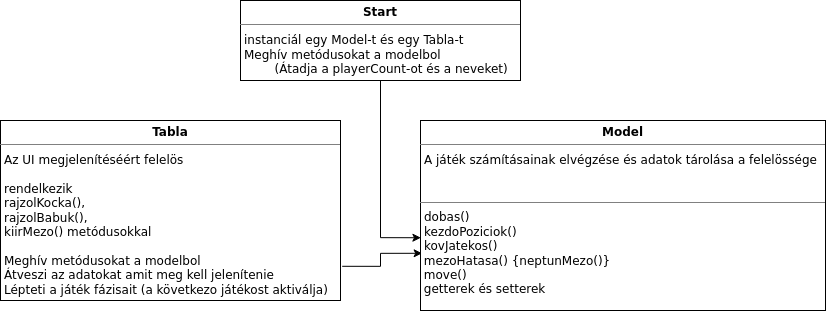 Start
instanciál egy Model-t és egy Tabla-t
Meghív metódusokat a modelbol
(Átadja a playerCount-ot és a neveket)
Tabla
Az UI megjelenítéséért felelös
rendelkezik
rajzolKocka(),
rajzolBabuk(),
kiirMezo() metódusokkal
Meghív metódusokat a modelbol
Átveszi az adatokat amit meg kell jelenítenie
Lépteti a játék fázisait (a következo játékost aktiválja)
Model
A játék számításainak elvégzése és adatok tárolása a felelössége
dobas()
kezdoPoziciok()
kovJatekos()
mezoHatasa() {neptunMezo()}
move()
getterek és setterek